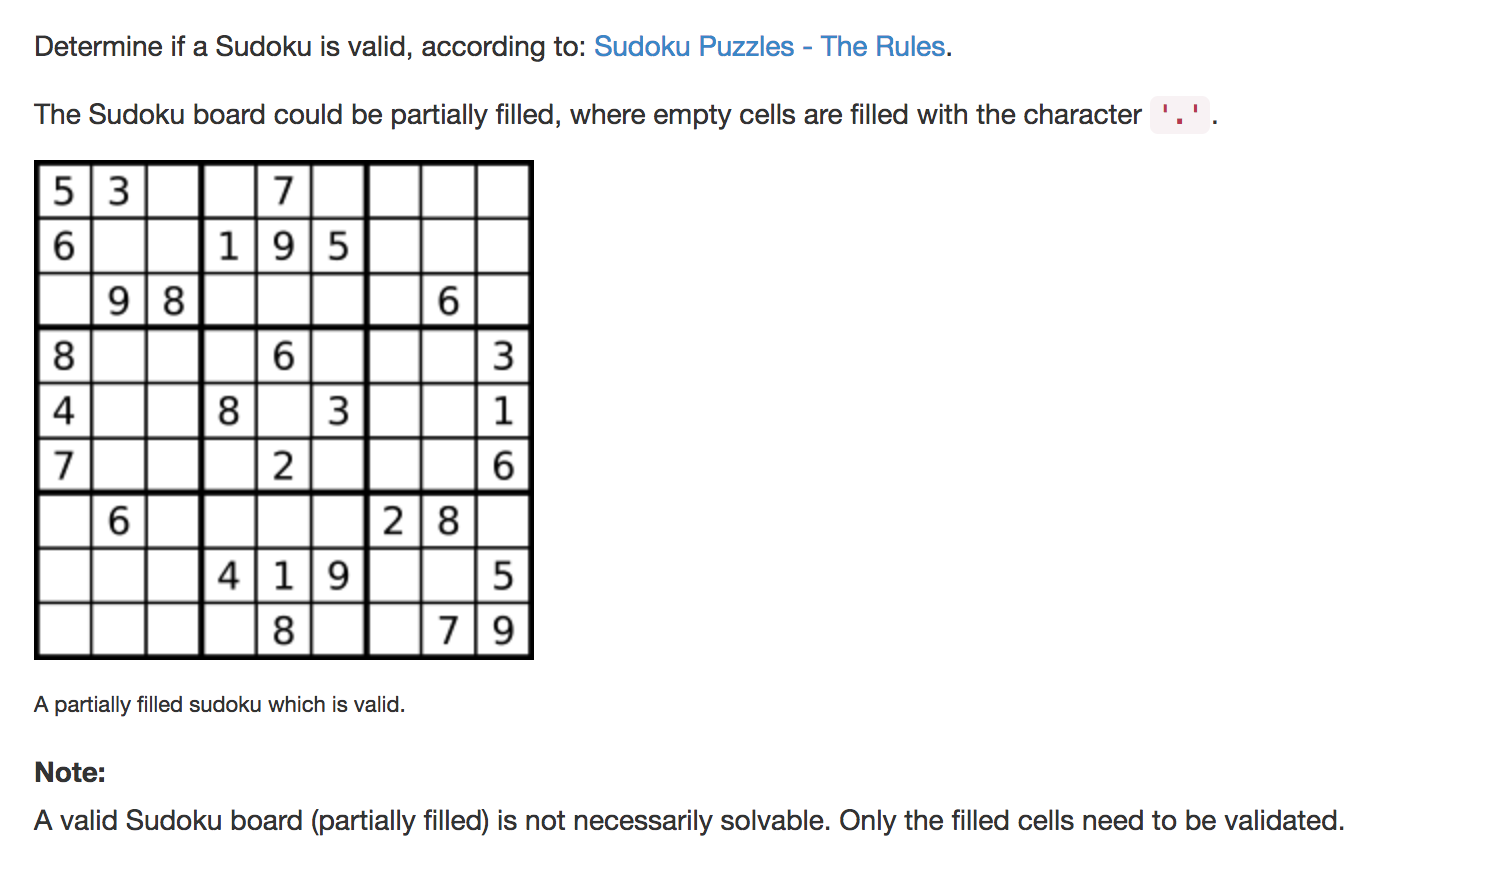 Determine if a Sudoku is valid, according to: Sudoku Puzzles - The Rules.
The Sudoku board could be partially filled, where empty cells are filled with the character '.'.
5 3 7
6 1 9 5
9 8 6
8 6 3
4 8 3 1
7 2 6
6 2 8
4 1 9 5
8 7 9
A partially filled sudoku which is valid.
Note:
A valid Sudoku board (partially filled) is not necessarily solvable. Only the filled cells need to be validated.